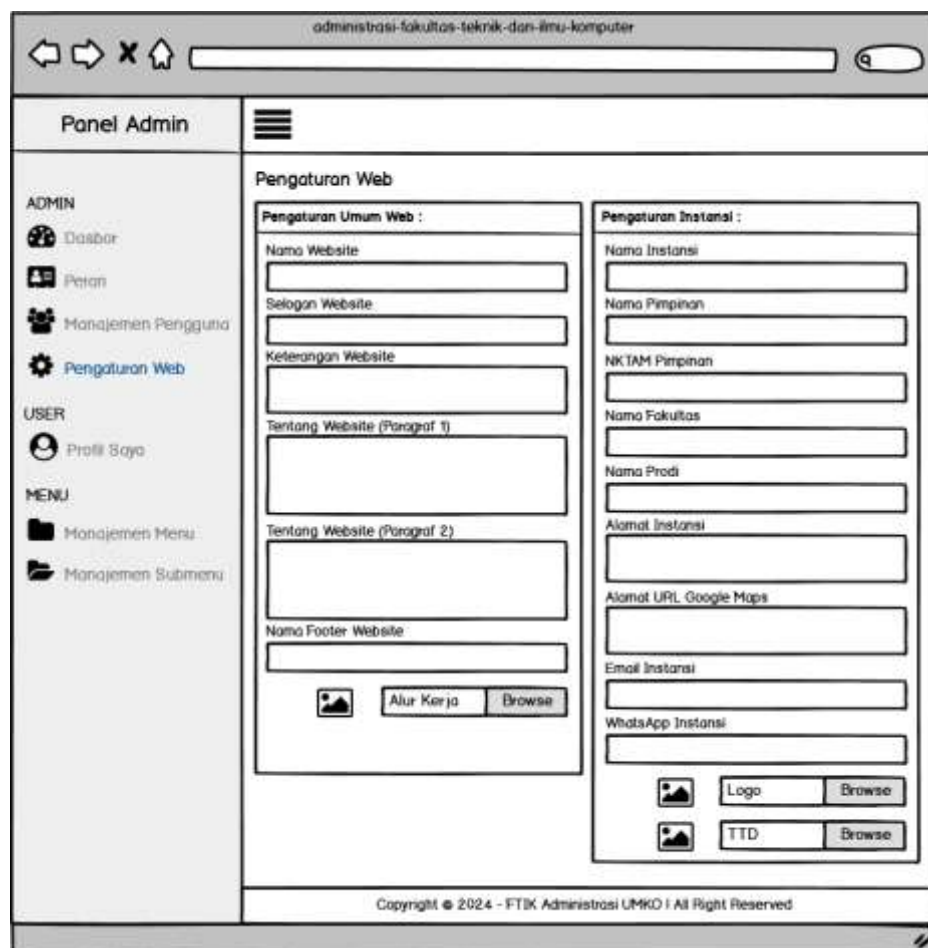 administrasi-fakultas-teknik-dan-ilmu-komputer
Panel Admin
ADMIN
Dasbor
Peran
Manajemen Pengguna
Pengaturan Web
USER
Profil Saya
MENU
Manajemen Menu
Manajemen Submenu
Pengaturan Web
Pengaturan Umum Web :
Nama Website
Selogan Website
Keterangan Website
Tentang Website (Paragraf 1)
Tentang Website (Paragraf 2)
Nama Footer Website
Alur Kerja Browse
Pengaturan Instansi :
Nama Instansi
Nama Pimpinan
NKTAM Pimpinan
Nama Fakultas
Nama Prodi
Alamat Instansi
Alamat URL Google Maps
Email Instansi
WhatsApp Instansi
Logo Browse
TTD Browse
Copyright © 2024 - FTIK Administrasi UMKO | All Right Reserved